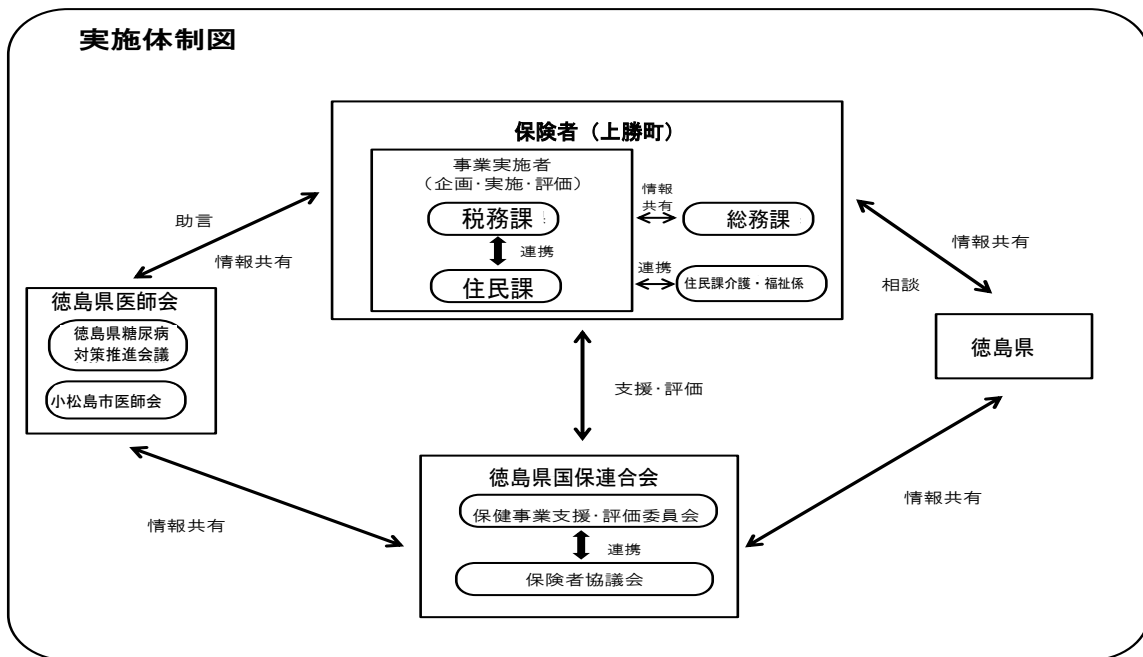 実施体制図
保険者（上勝町）
事業実施者
（企画・実施・評価）
税務課
連携
住民課
情報
共有
総務課
連携
住民課介護・福祉係
助言
情報共有
情報共有
相談
徳島県医師会
徳島県糖尿病
対策推進会議
小松島市医師会
徳島県
支援・評価
徳島県国保連合会
保健事業支援・評価委員会
連携
保険者協議会
情報共有
情報共有